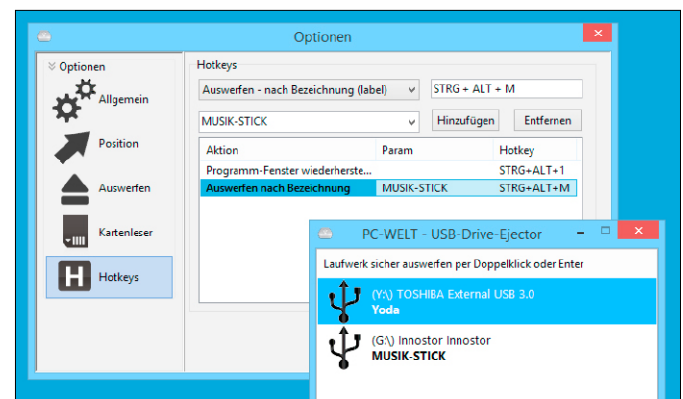 Optionen
Optionen
Allgemein
Position
Auswerfen
Kartenleser
H Hotkeys
Hotkeys
Auswerfen - nach Bezeichnung (label) STRG + ALT + M
MUSIK-STICK Hinzufügen Entfernen
Aktion Param Hotkey
Programm-Fenster wiederherste... STRG+ALT+1
Auswerfen nach Bezeichnung MUSIK-STICK STRG+ALT+M
PC-WELT - USB-Drive-Ejector
Laufwerk sicher auswerfen per Doppelklick oder Enter
(Y:\) TOSHIBA External USB 3.0
Yoda
(G:\) Innostor Innostor
MUSIK-STICK